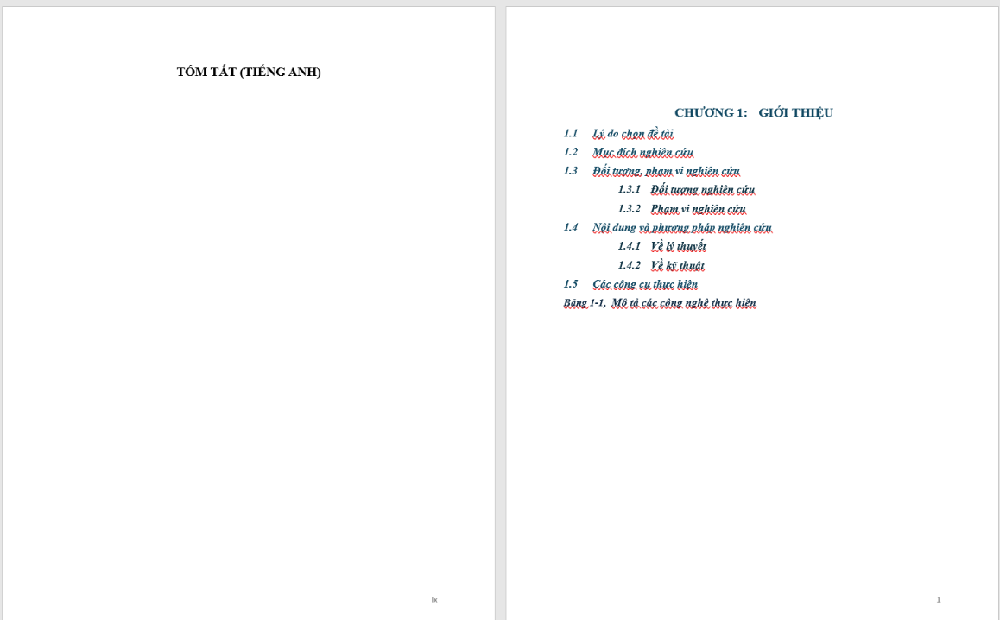 TÓM TẮT (TIẾNG ANH)
ix
CHƯƠNG 1: GIỚI THIỆU
1.1 Lý do chọn đề tài
1.2 Mục đích nghiên cứu
1.3 Đối tượng, phạm vi nghiên cứu
1.3.1 Đối tượng nghiên cứu
1.3.2 Phạm vi nghiên cứu
1.4 Nội dung và phương pháp nghiên cứu
1.4.1 Về lý thuyết
1.4.2 Về kỹ thuật
1.5 Các công cụ thực hiện
Bảng 1-1, Mô tả các công nghệ thực hiện
1